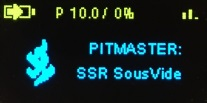 P 10.0/ 0%
PITMASTER:
SSR SousVide